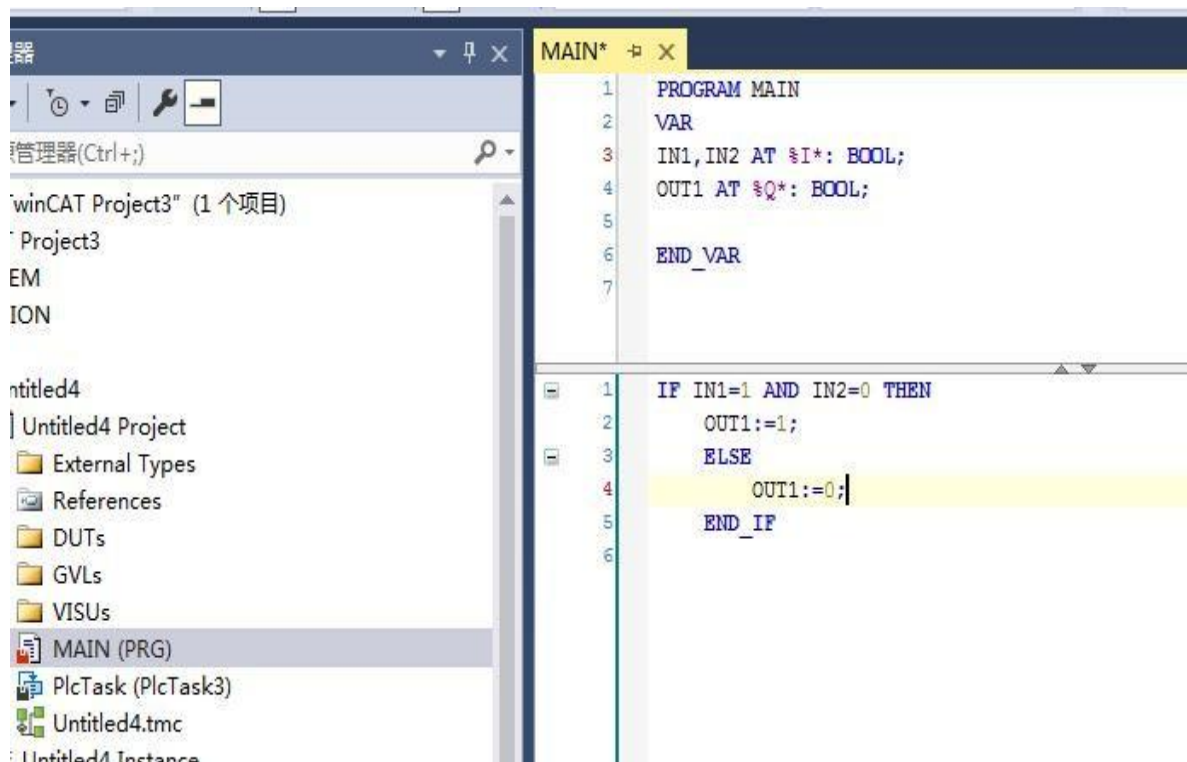 器
管理器(Ctrl+;)
winCAT Project3" (1 个项目)
Project3
EM
ION
ntitled4
Untitled4 Project
External Types
References
DUTs
GVLs
VISUs
MAIN (PRG)
PlcTask (PlcTask3)
Untitled4.tmc
Untitled4 Instance
MAIN*
1 PROGRAM MAIN
2 VAR
3 IN1,IN2 AT %I*: BOOL;
4 OUT1 AT %Q*: BOOL;
5
6 END_VAR
7
1 IF IN1=1 AND IN2=0 THEN
2 OUT1:=1;
3 ELSE
4 OUT1:=0;
5 END_IF
6